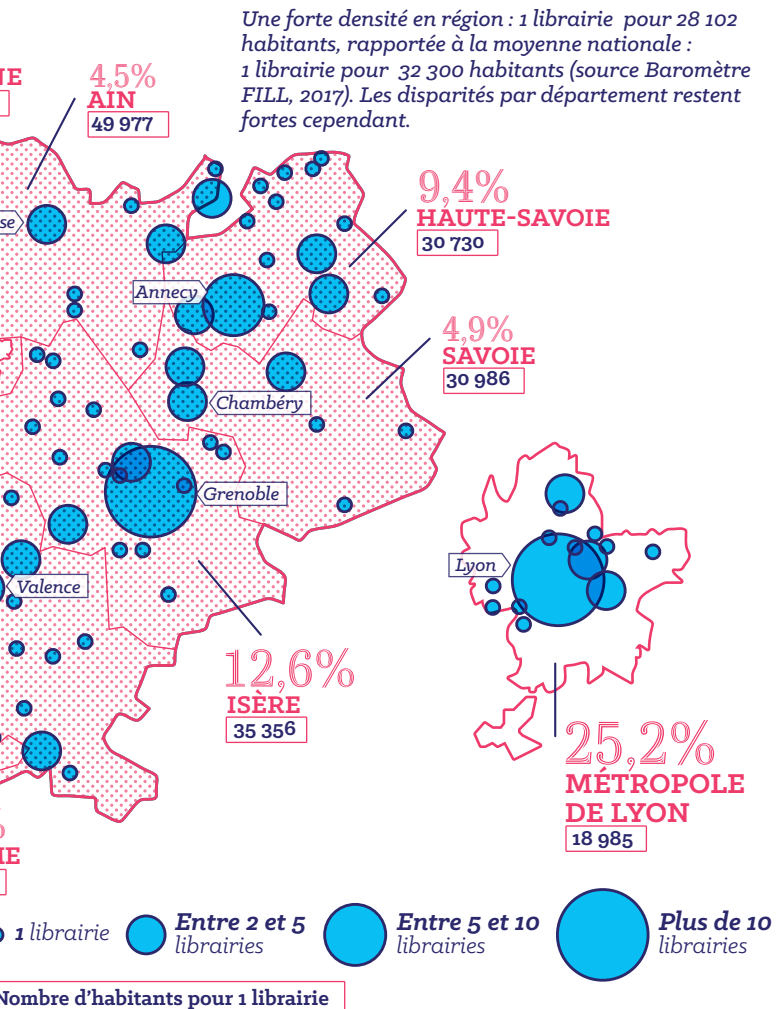 Une forte densité en région : 1 librairie pour 28 102
habitants, rapportée à la moyenne nationale :
1 librairie pour 32 300 habitants (source Baromètre
FILL, 2017). Les disparités par département restent
fortes cependant.
4,5%
AIN
49 977
9,4%
HAUTE-SAVOIE
30 730
Annecy
4,9%
SAVOIE
30 986
Chambéry
Grenoble
Lyon
Valence
12,6%
ISÈRE
35 356
25,2%
MÉTROPOLE
DE LYON
18 985
1 librairie
Entre 2 et 5
librairies
Entre 5 et 10
librairies
Plus de 10
librairies
Nombre d'habitants pour 1 librairie